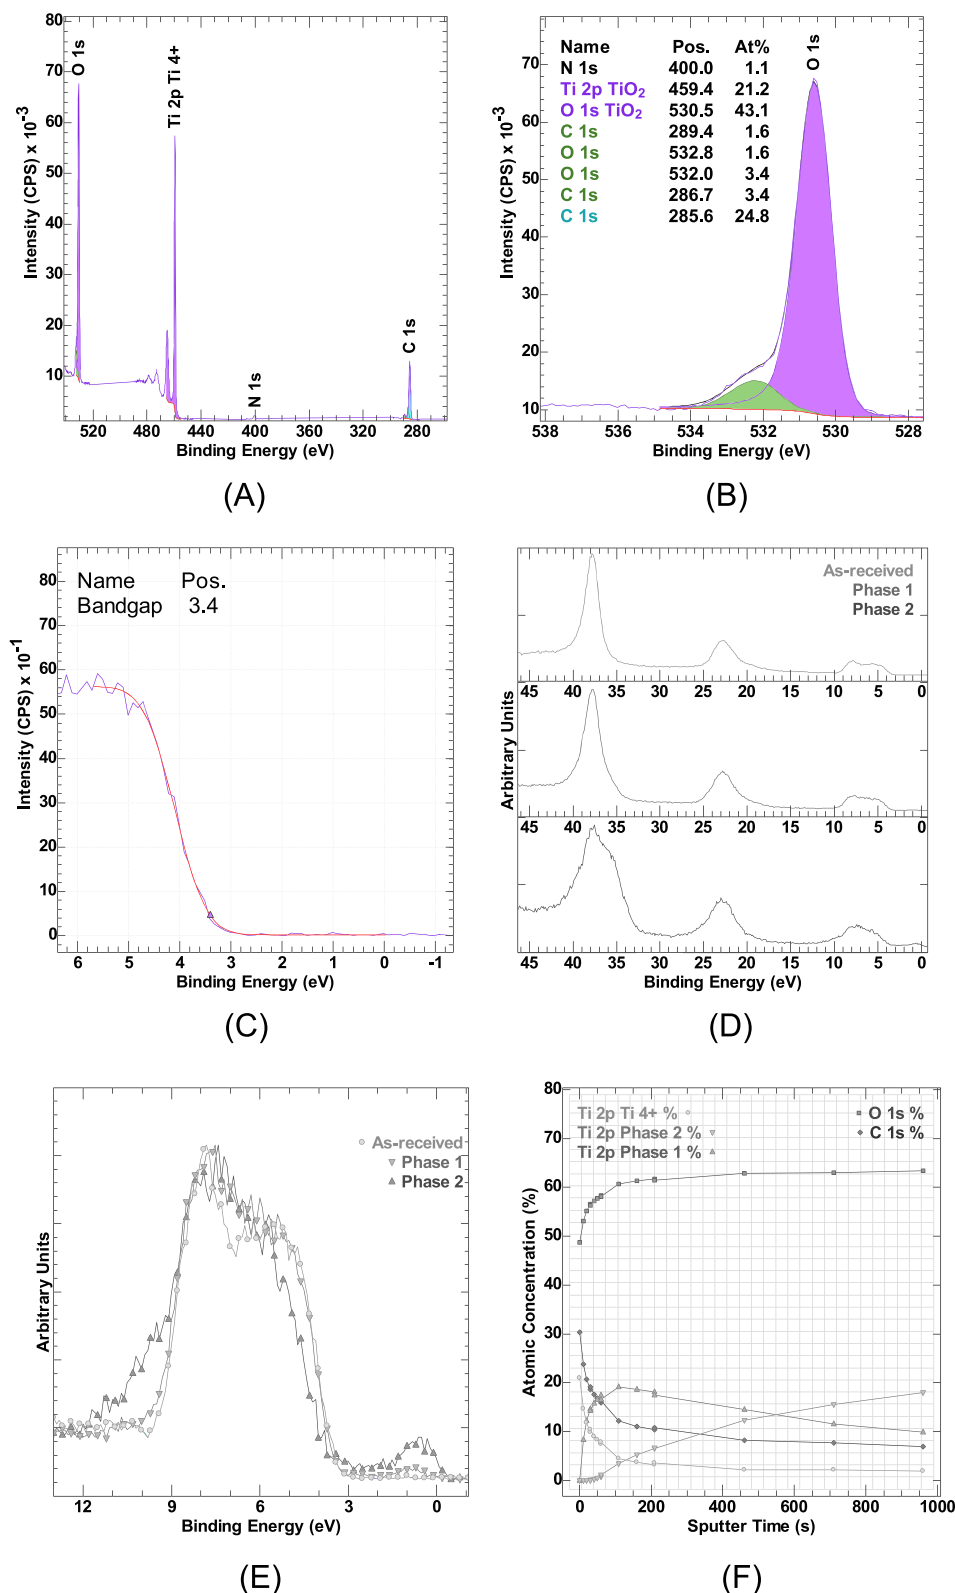 80
70
60
50
40
30
20
10
Intensity (CPS) x 10⁻³
O 1s
Ti 2p Ti 4+
N 1s
C 1s
520 480 440 400 360 320 280
Binding Energy (eV)
(A)
80
70
60
50
40
30
20
10
Intensity (CPS) x 10⁻³
Name Pos. At%
N 1s 400.0 1.1
Ti 2p TiO₂ 459.4 21.2
O 1s TiO₂ 530.5 43.1
C 1s 289.4 1.6
O 1s 532.8 1.6
O 1s 532.0 3.4
C 1s 286.7 3.4
C 1s 285.6 24.8
O 1s
538 536 534 532 530 528
Binding Energy (eV)
(B)
80
70
60
50
40
30
20
10
0
Intensity (CPS) x 10⁻¹
Name Pos.
Bandgap 3.4
6 5 4 3 2 1 0 -1
Binding Energy (eV)
(C)
As-received
Phase 1
Phase 2
Arbitrary Units
45 40 35 30 25 20 15 10 5 0
45 40 35 30 25 20 15 10 5 0
45 40 35 30 25 20 15 10 5 0
Binding Energy (eV)
(D)
As-received
Phase 1
Phase 2
Arbitrary Units
12 9 6 3 0
Binding Energy (eV)
(E)
80
70
60
50
40
30
20
10
0
Atomic Concentration (%)
Ti 2p Ti 4+ %
Ti 2p Phase 2 %
Ti 2p Phase 1 %
O 1s %
C 1s %
0 200 400 600 800 1000
Sputter Time (s)
(F)